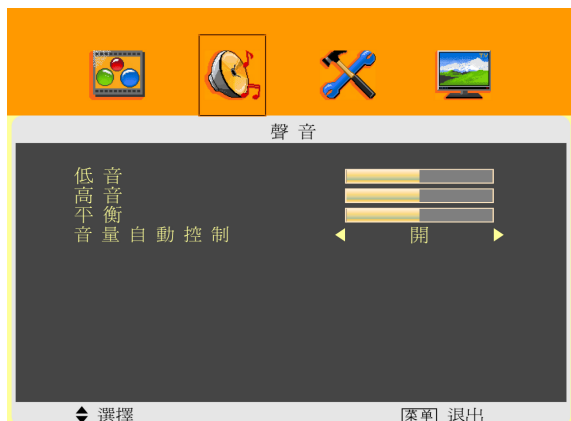 聲音
低音
高音
平衡
音量自動控制 開
選擇 菜单 退出